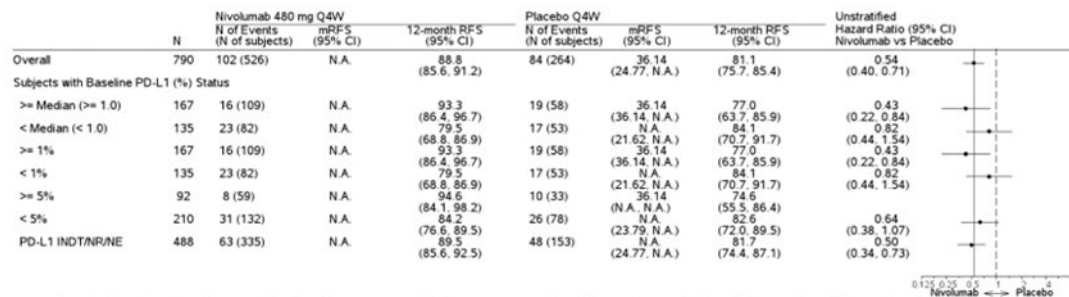 Nivolumab 480 mg Q4W Placebo Q4W Unstratified
N of Events mRFS 12-month RFS N of Events mRFS 12-month RFS Hazard Ratio (95% CI)
N (N of subjects) (95% CI) (95% CI) (N of subjects) (95% CI) (95% CI) Nivolumab vs Placebo
Overall 790 102 (526) N.A. 88.8 84 (264) 36.14 81.1 0.54
(85.6, 91.2) (24.77, N.A.) (75.7, 85.4) (0.40, 0.71)
Subjects with Baseline PD-L1 (%) Status
>= Median (>= 1.0) 167 16 (109) N.A. 93.3 19 (58) 36.14 77.0 0.43
(86.4, 96.7) (36.14, N.A.) (63.7, 85.9) (0.22, 0.84)
< Median (< 1.0) 135 23 (82) N.A. 79.5 17 (53) N.A. 84.1 0.82
(68.8, 86.9) (21.62, N.A.) (70.7, 91.7) (0.44, 1.54)
>= 1% 167 16 (109) N.A. 93.3 19 (58) 36.14 77.0 0.43
(86.4, 96.7) (36.14, N.A.) (63.7, 85.9) (0.22, 0.84)
< 1% 135 23 (82) N.A. 79.5 17 (53) N.A. 84.1 0.82
(68.8, 86.9) (21.62, N.A.) (70.7, 91.7) (0.44, 1.54)
>= 5% 92 8 (59) N.A. 94.6 10 (33) 36.14 74.6
(84.1, 98.2) (N.A., N.A.) (55.5, 86.4)
< 5% 210 31 (132) N.A. 84.2 26 (78) N.A. 82.6 0.64
(76.6, 89.5) (23.79, N.A.) (72.0, 89.5) (0.38, 1.07)
PD-L1 INDT/NR/NE 488 63 (335) N.A. 89.5 48 (153) N.A. 81.7 0.50
(85.6, 92.5) (24.77, N.A.) (74.4, 87.1) (0.34, 0.73)
0.125 0.25 0.5 1 2 4
Nivolumab <--> Placebo